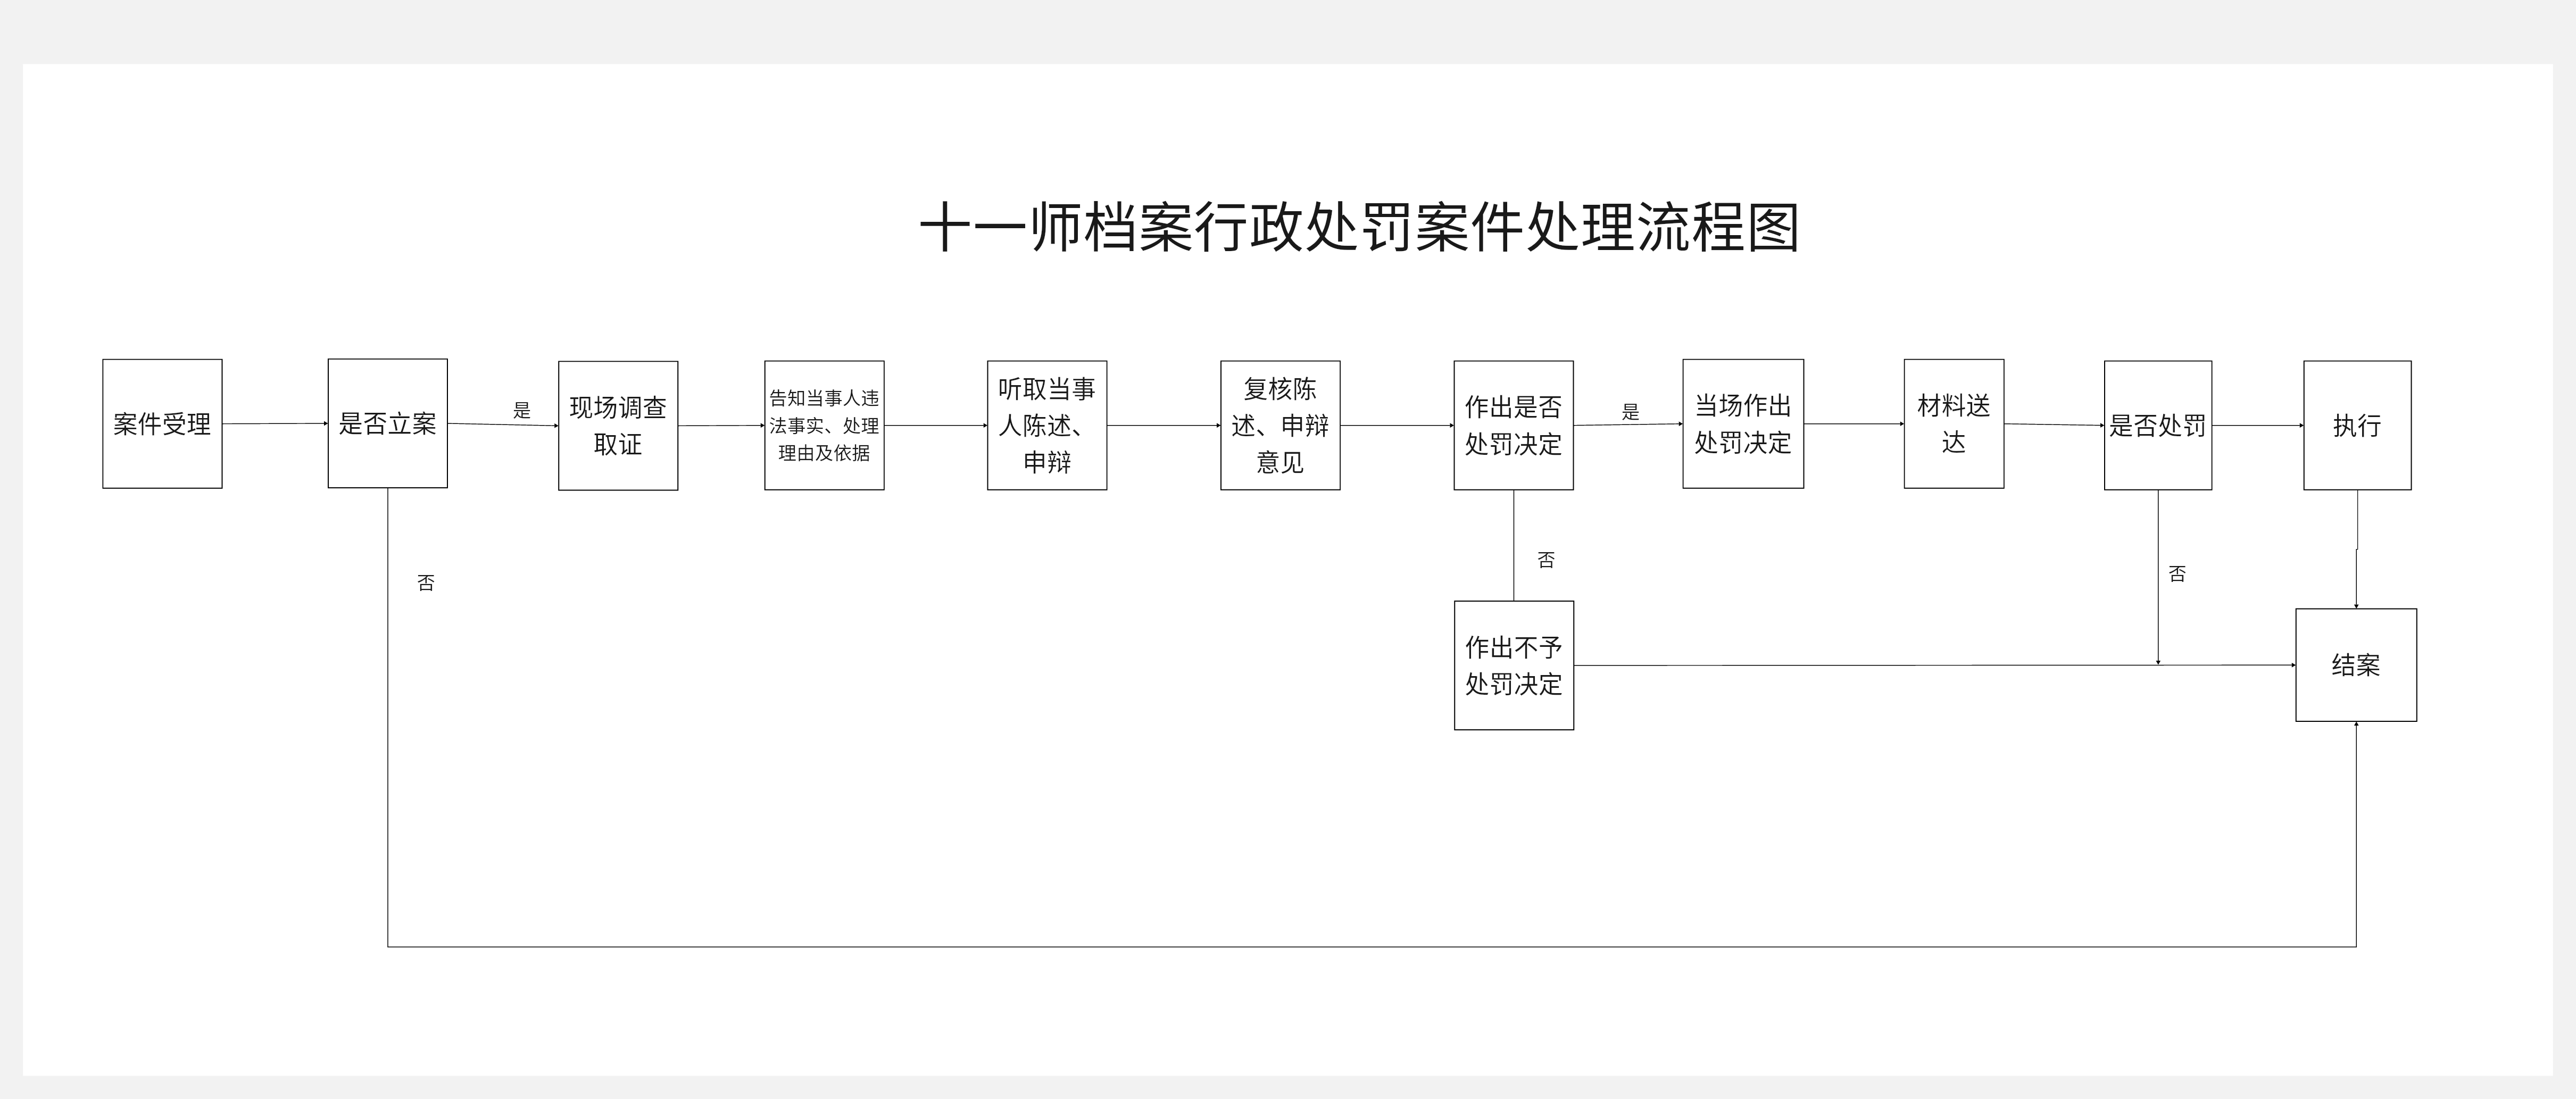 十一师档案行政处罚案件处理流程图
案件受理
是否立案
是
现场调查
取证
告知当事人违
法事实、处理
理由及依据
听取当事
人陈述、
申辩
复核陈
述、申辩
意见
作出是否
处罚决定
是
当场作出
处罚决定
材料送
达
是否处罚
执行
否
否
否
作出不予
处罚决定
结案